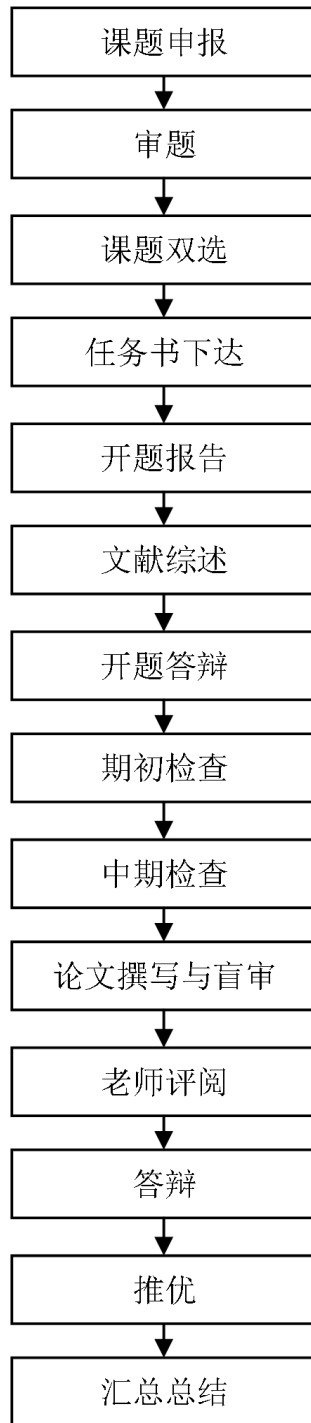 课题申报
审题
课题双选
任务书下达
开题报告
文献综述
开题答辩
期初检查
中期检查
论文撰写与盲审
老师评阅
答辩
推优
汇总总结